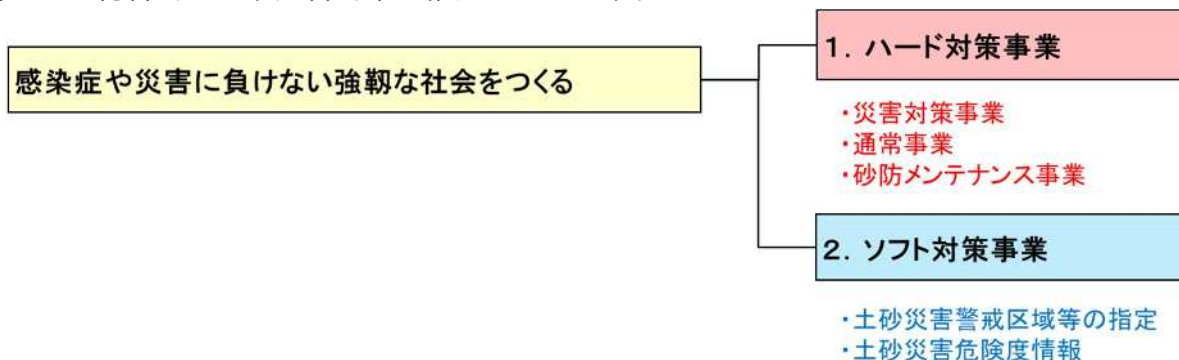 感染症や災害に負けない強靱な社会をつくる
1．ハード対策事業
・災害対策事業
・通常事業
・砂防メンテナンス事業
2．ソフト対策事業
・土砂災害警戒区域等の指定
・土砂災害危険度情報